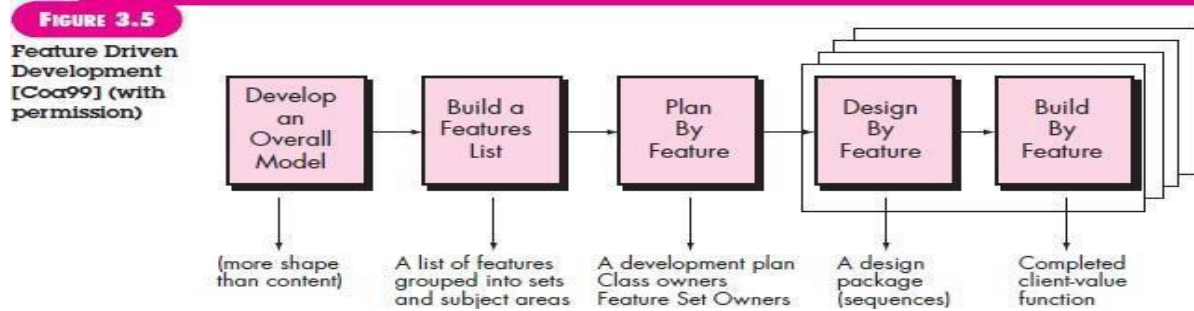 FIGURE 3.5
Feature Driven
Development
[Coa99] (with
permission)
Develop
an
Overall
Model
Build a
Features
List
Plan
By
Feature
Design
By
Feature
Build
By
Feature
(more shape
than content)
A list of features
grouped into sets
and subject areas
A development plan
Class owners
Feature Set Owners
A design
package
(sequences)
Completed
client-value
function